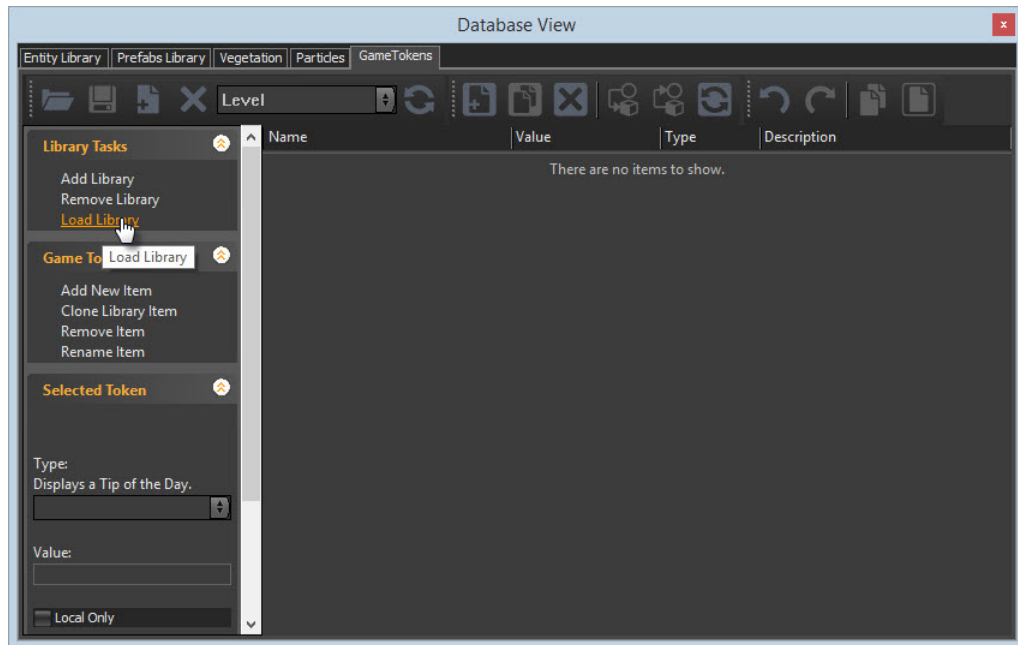 Database View
x
Entity Library Prefabs Library Vegetation Particles GameTokens
Level
Library Tasks
Add Library
Remove Library
Load Library
Load Library
Game To
Add New Item
Clone Library Item
Remove Item
Rename Item
Selected Token
Type:
Displays a Tip of the Day.
Value:
Local Only
Name Value Type Description
There are no items to show.